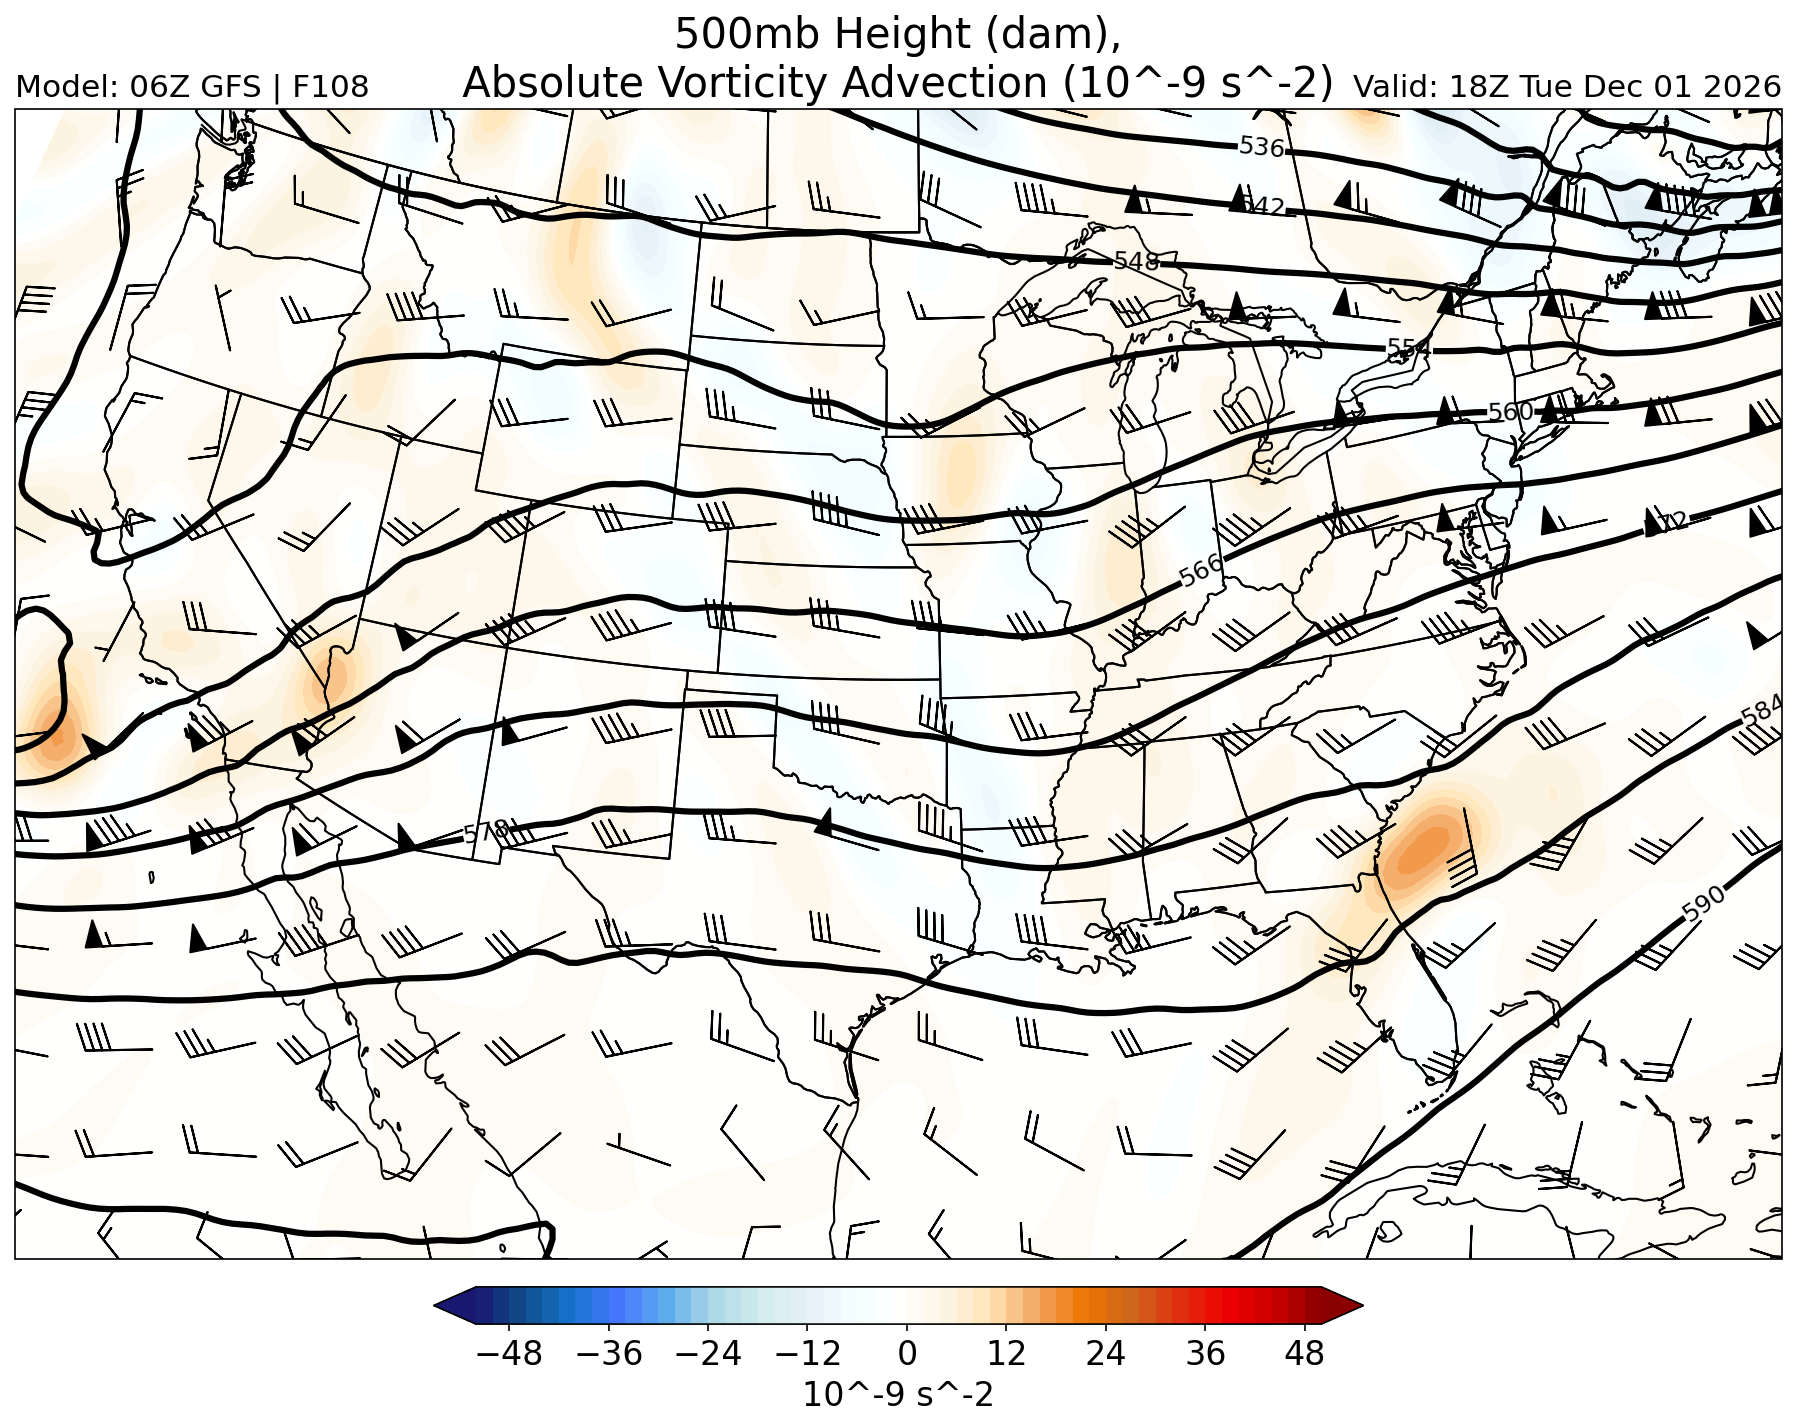 500mb Height (dam),
Model: 06Z GFS | F108
Absolute Vorticity Advection (10^-9 s^-2)
Valid: 18Z Tue Dec 01 2026
536
542
548
554
560
566
572
578
584
590
−48 −36 −24 −12 0 12 24 36 48
10^-9 s^-2